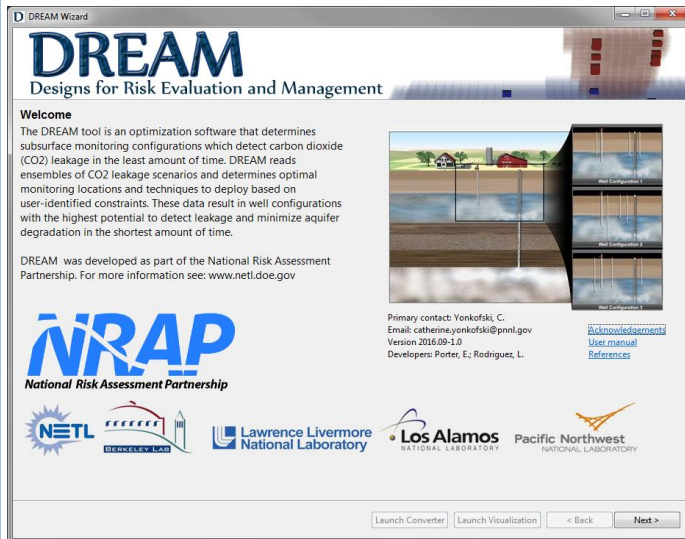 DREAM Wizard
DREAM
Designs for Risk Evaluation and Management
Welcome
The DREAM tool is an optimization software that determines
subsurface monitoring configurations which detect carbon dioxide
(CO2) leakage in the least amount of time. DREAM reads
ensembles of CO2 leakage scenarios and determines optimal
monitoring locations and techniques to deploy based on
user-identified constraints. These data result in well configurations
with the highest potential to detect leakage and minimize aquifer
degradation in the shortest amount of time.
DREAM was developed as part of the National Risk Assessment
Partnership. For more information see: www.netl.doe.gov
Well Configuration 1
Well Configuration 2
Well Configuration 3
Primary contact: Yonkofski, C.
Email: catherine.yonkofski@pnnl.gov
Version 2016.09-1.0
Developers: Porter, E.; Rodriguez, L.
Acknowledgements
User manual
References
NRAP
National Risk Assessment Partnership
NETL
BERKELEY LAB
Lawrence Livermore
National Laboratory
Los Alamos
NATIONAL LABORATORY
Pacific Northwest
NATIONAL LABORATORY
Launch Converter
Launch Visualization
< Back
Next >